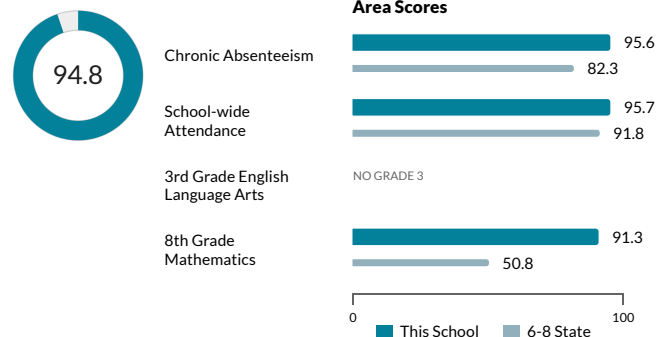 Area Scores
94.8
Chronic Absenteeism
95.6
82.3
School-wide
Attendance
95.7
91.8
3rd Grade English
Language Arts
NO GRADE 3
8th Grade
Mathematics
91.3
50.8
0
100
This School
6-8 State